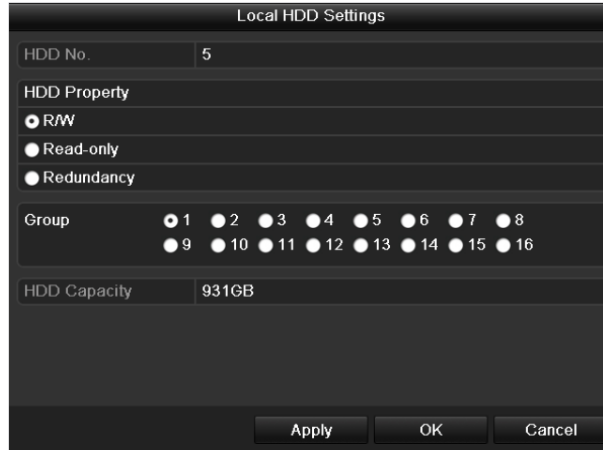 Local HDD Settings
HDD No. 5
HDD Property
R/W
Read-only
Redundancy
Group 1 2 3 4 5 6 7 8
9 10 11 12 13 14 15 16
HDD Capacity 931GB
Apply OK Cancel